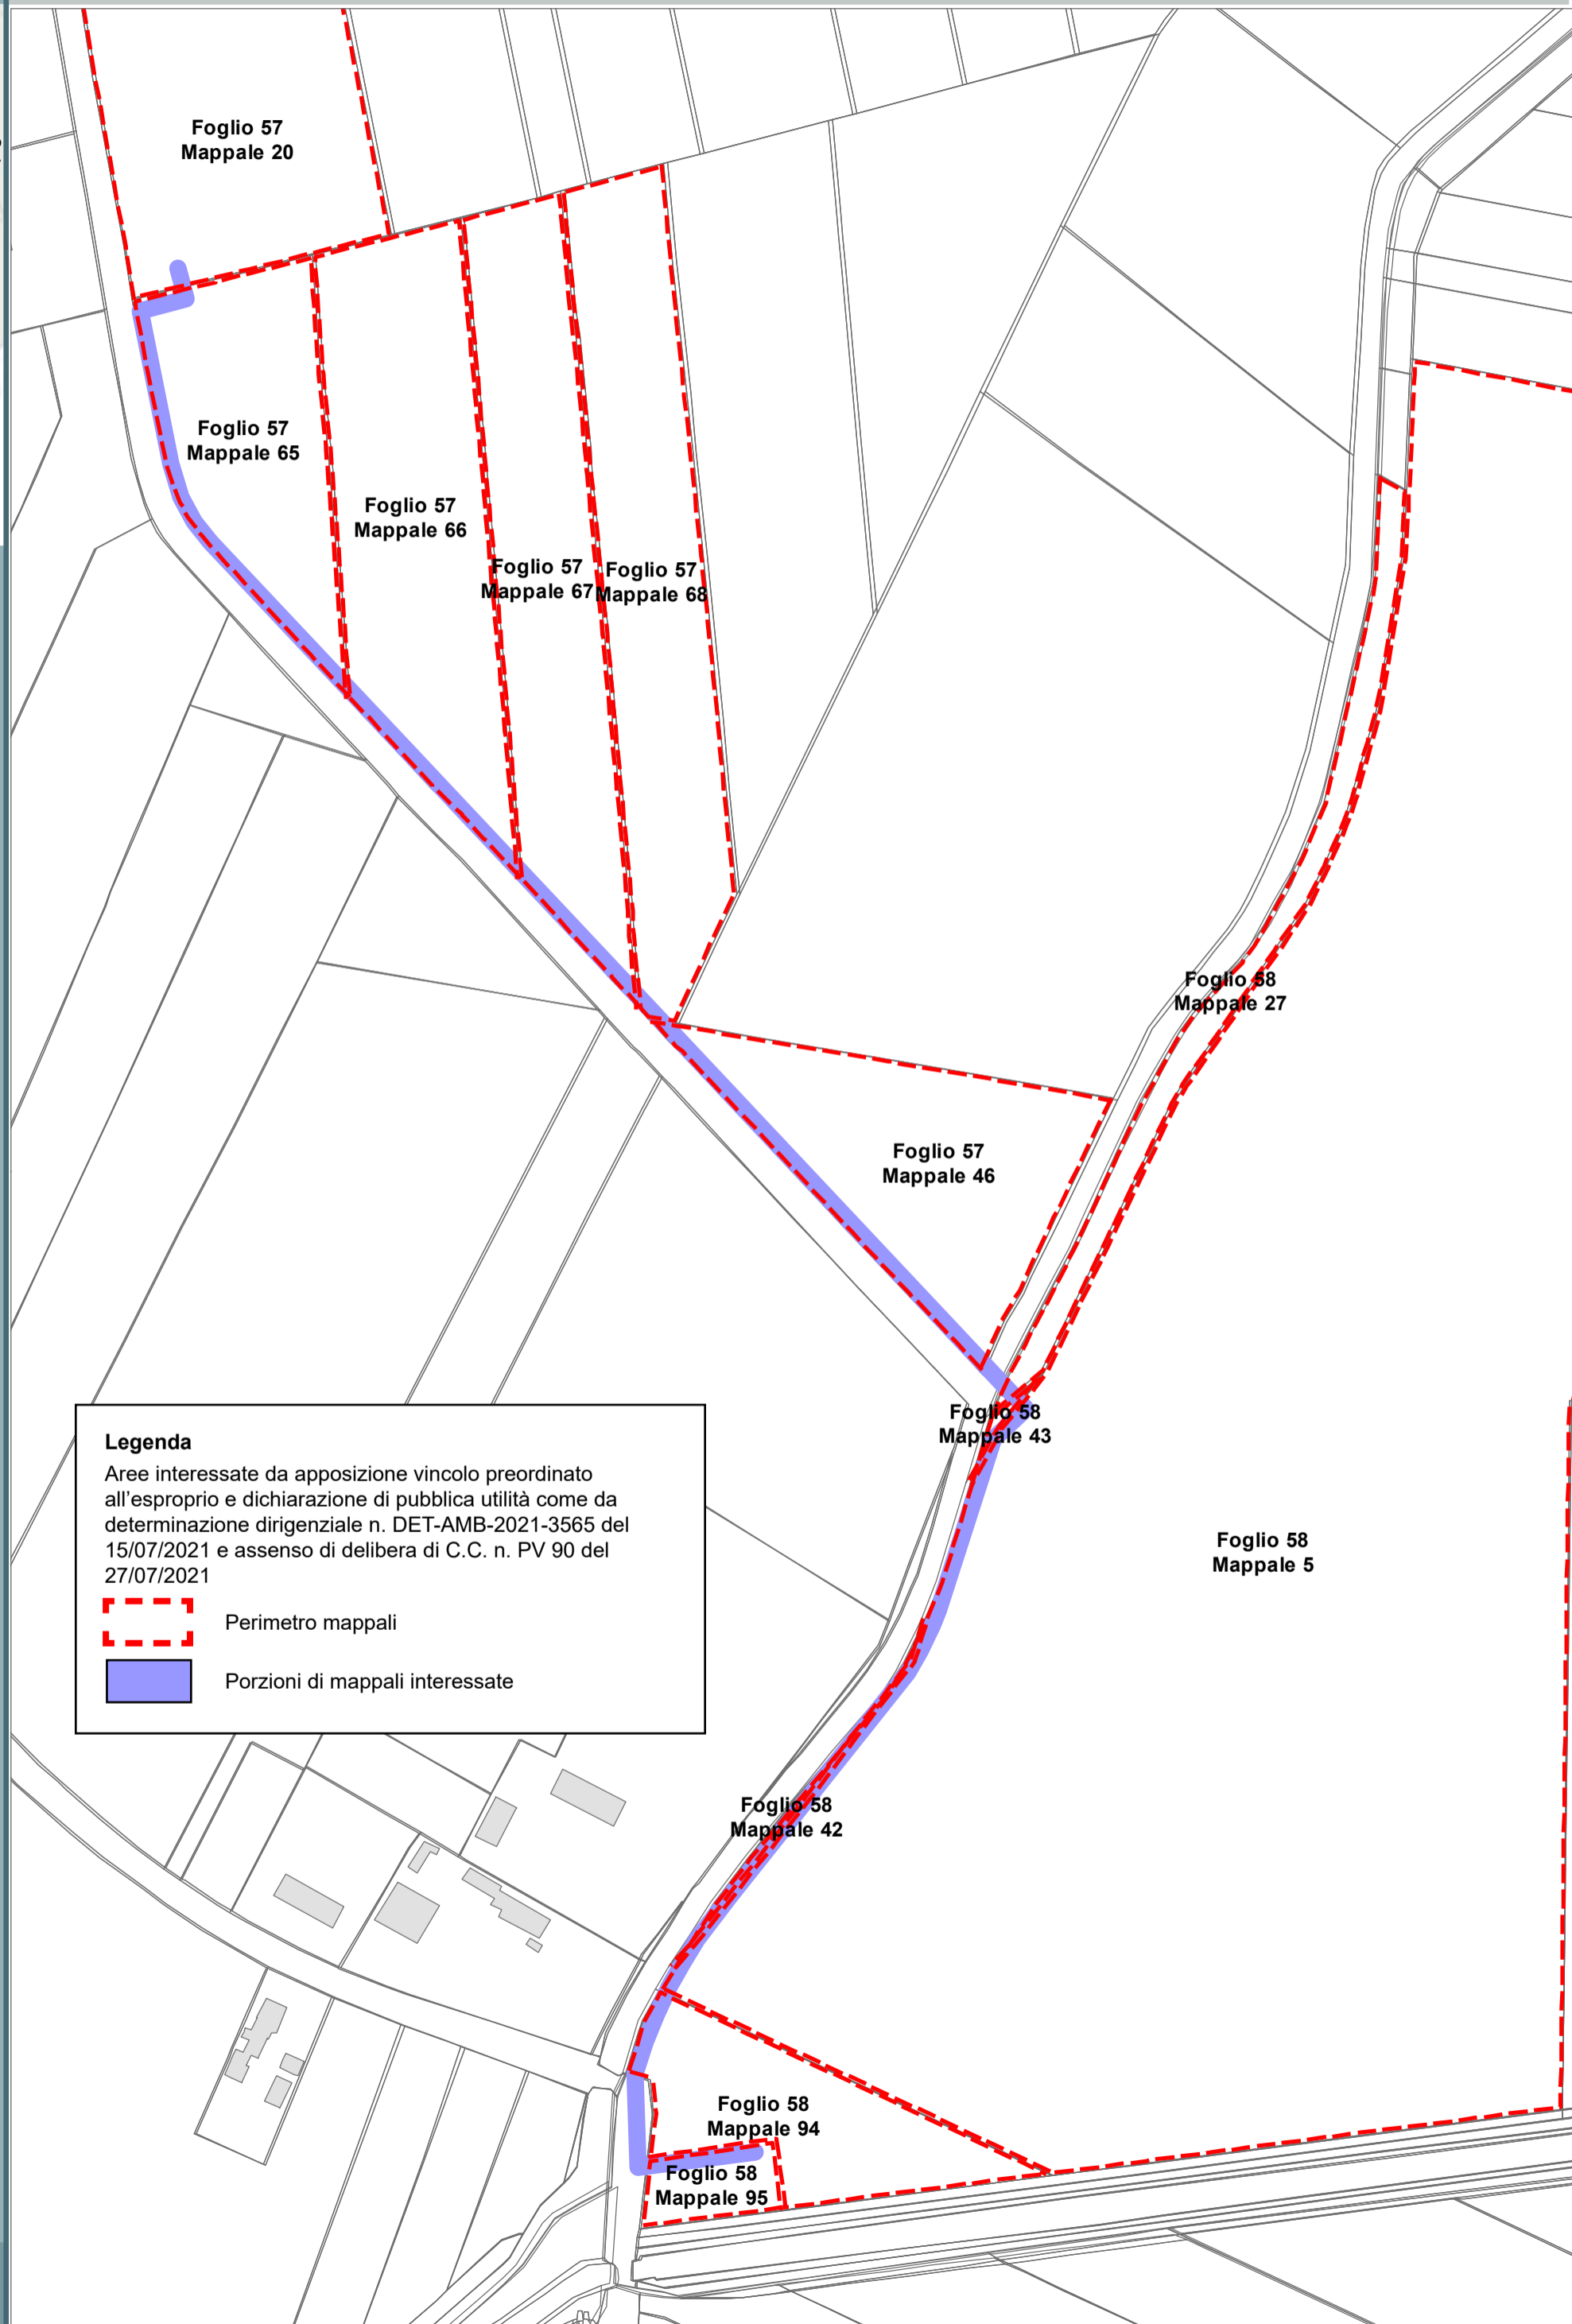 Foglio 57
Mappale 20
Foglio 57
Mappale 65
Foglio 57
Mappale 66
Foglio 57
Mappale 67
Foglio 57
Mappale 68
Foglio 58
Mappale 27
Foglio 57
Mappale 46
Foglio 58
Mappale 43
Legenda
Aree interessate da apposizione vincolo preordinato
all’esproprio e dichiarazione di pubblica utilità come da
determinazione dirigenziale n. DET-AMB-2021-3565 del
15/07/2021 e assenso di delibera di C.C. n. PV 90 del
27/07/2021
Perimetro mappali
Porzioni di mappali interessate
Foglio 58
Mappale 5
Foglio 58
Mappale 42
Foglio 58
Mappale 94
Foglio 58
Mappale 95